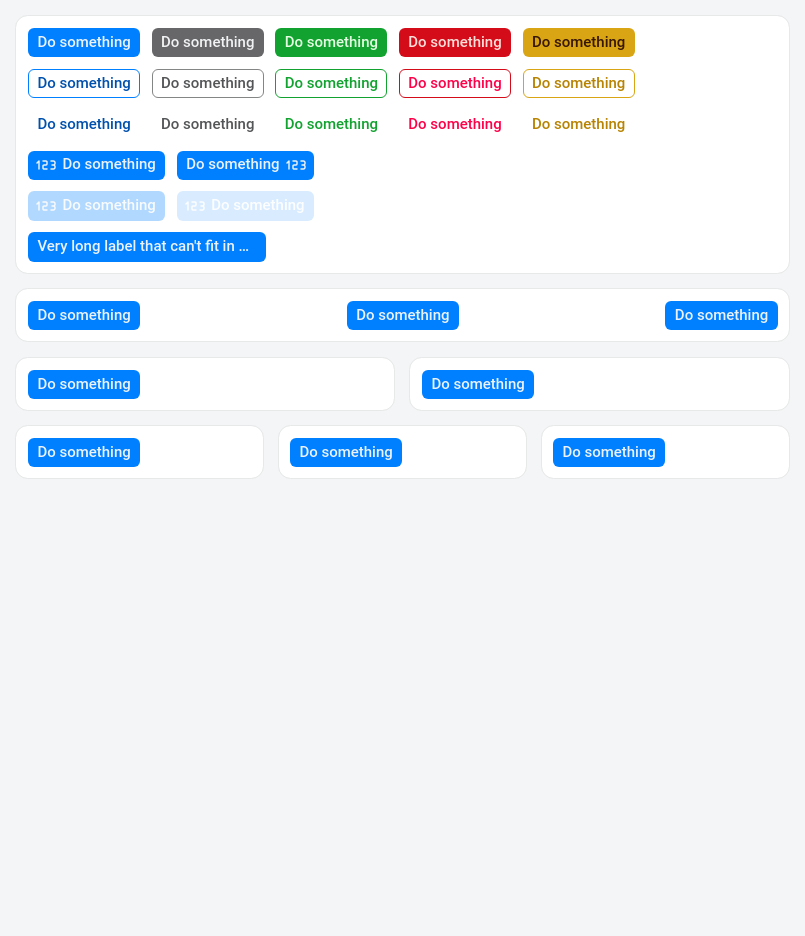 Do something Do something Do something Do something Do something
Do something Do something Do something Do something Do something
Do something Do something Do something Do something Do something
123 Do something Do something 123
123 Do something 123 Do something
Very long label that can't fit in ...
Do something Do something Do something
Do something Do something
Do something Do something Do something